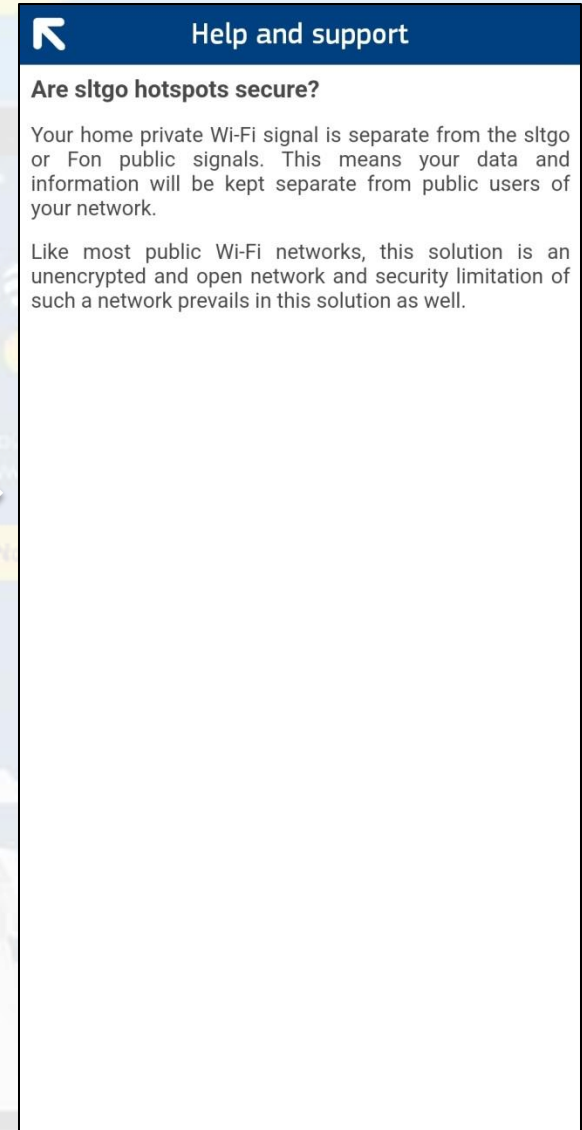 Help and support
Are sltgo hotspots secure?
Your home private Wi-Fi signal is separate from the sltgo
or Fon public signals. This means your data and
information will be kept separate from public users of
your network.
Like most public Wi-Fi networks, this solution is an
unencrypted and open network and security limitation of
such a network prevails in this solution as well.